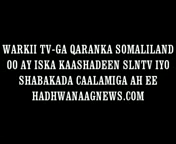 WARKII TV-GA QARANKA SOMALILAND
OO AY ISKA KAASHADEEN SLNTV IYO
SHABAKADA CAALAMIGA AH EE
HADHWANAAGNEWS.COM